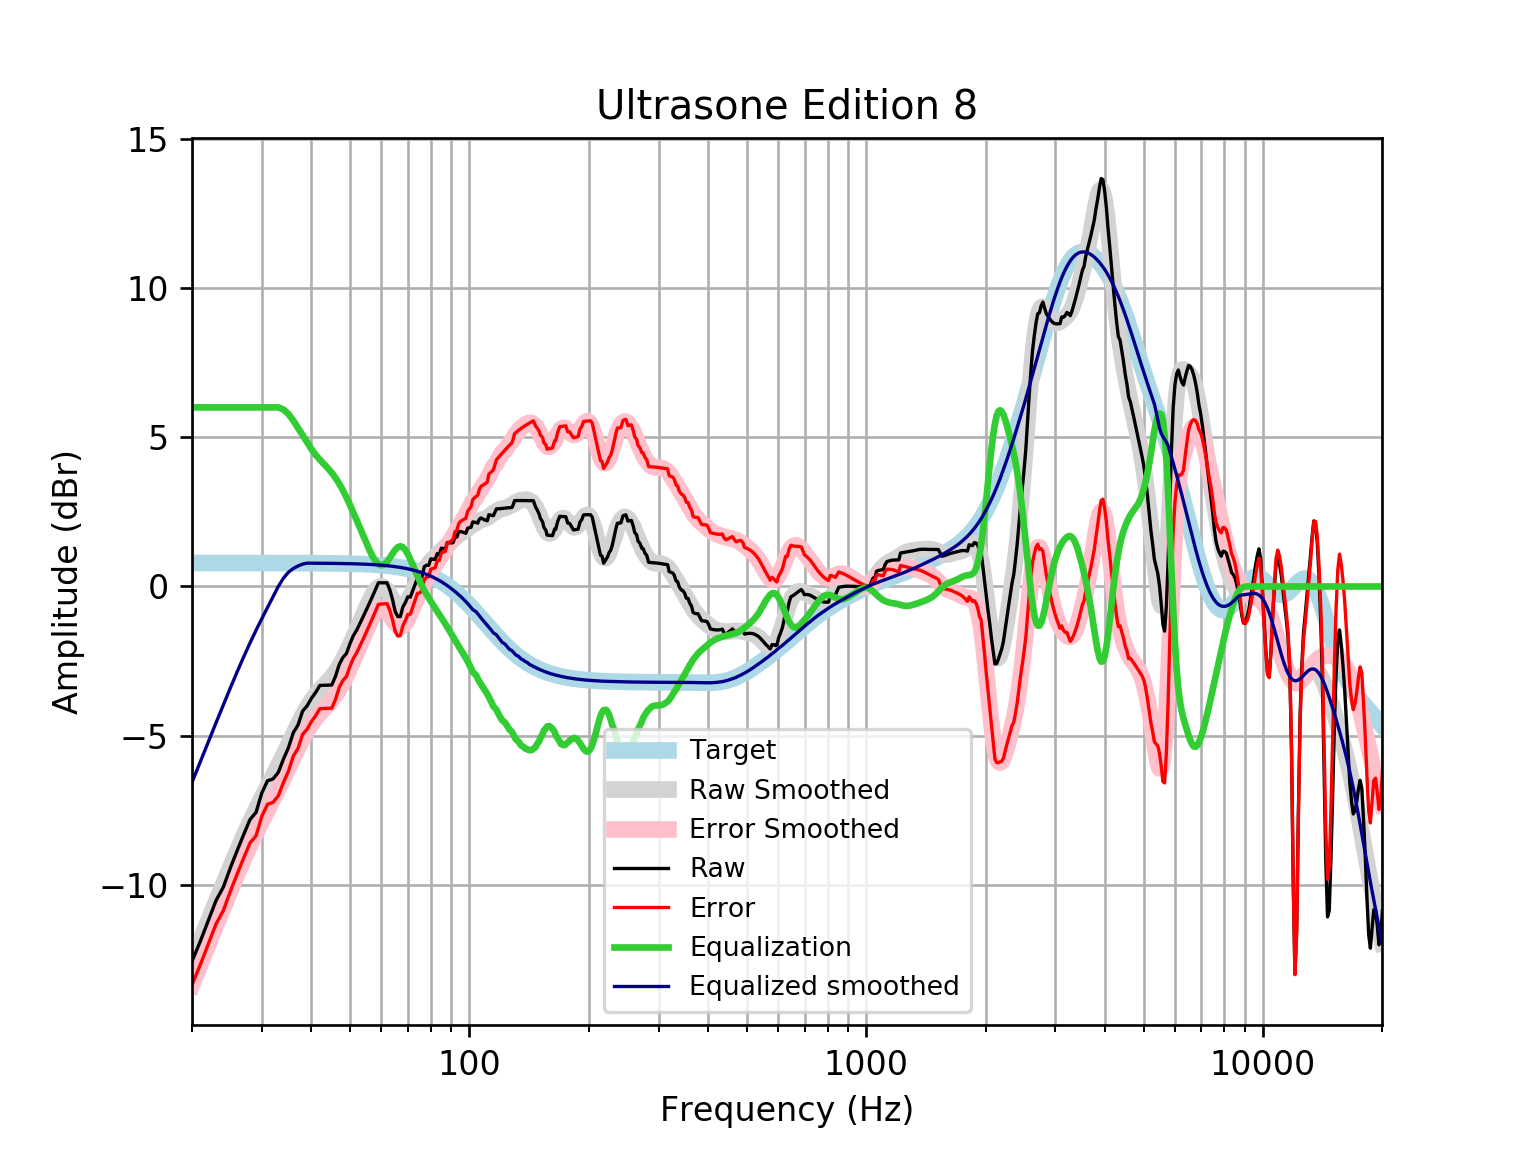 Ultrasone Edition 8
15
10
5
0
−5
−10
Amplitude (dBr)
Target
Raw Smoothed
Error Smoothed
Raw
Error
Equalization
Equalized smoothed
100
1000
10000
Frequency (Hz)